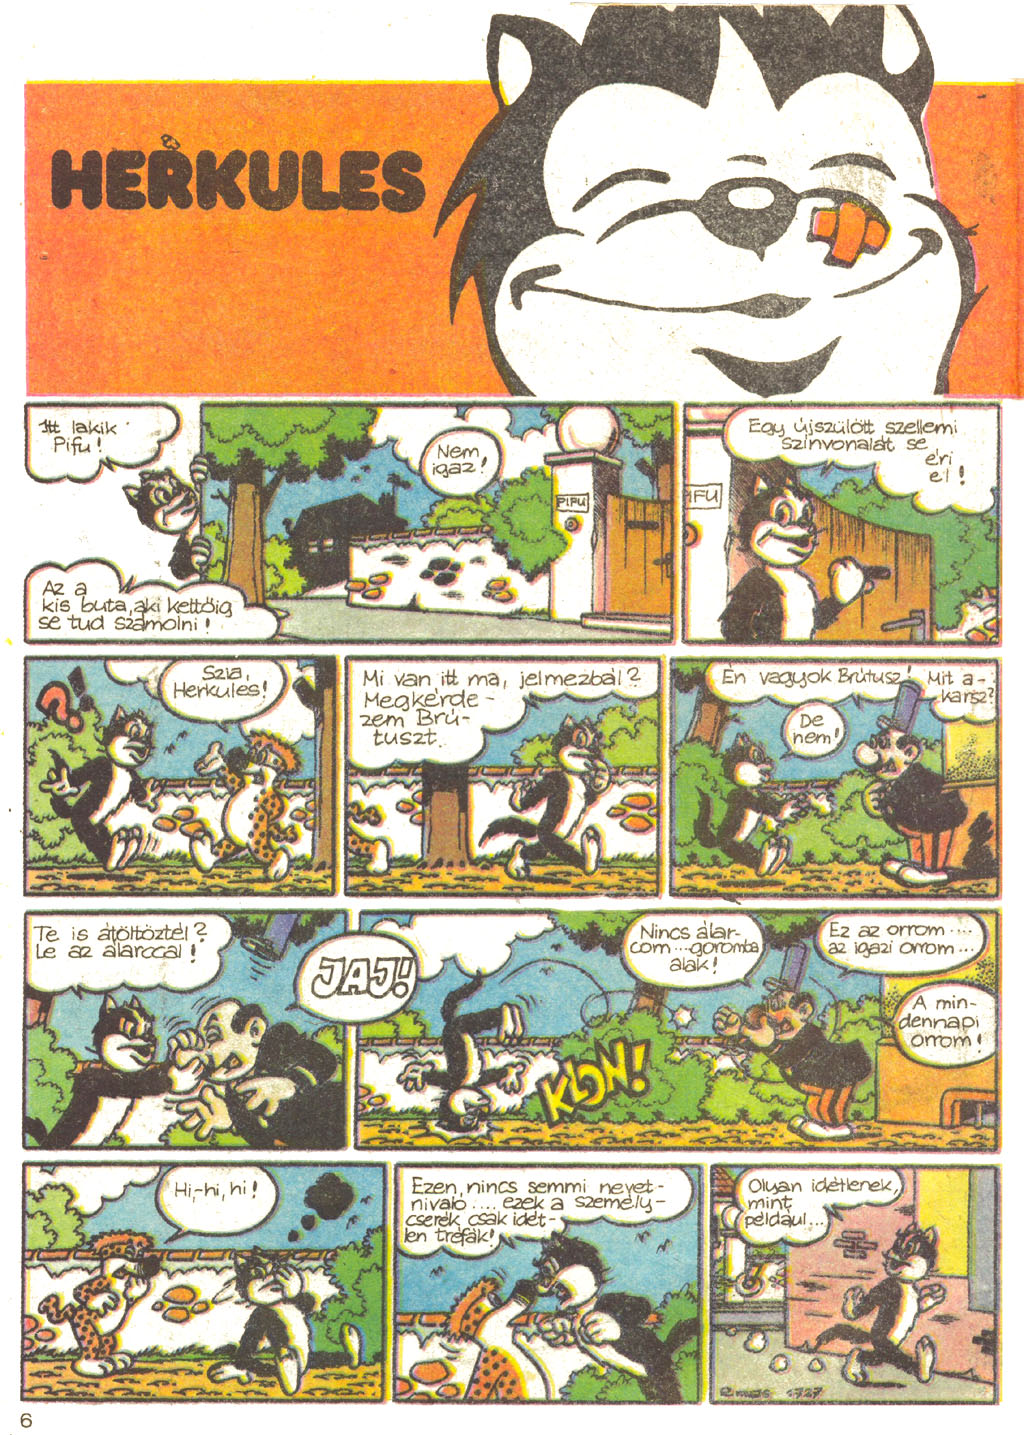 HERKULES
Itt lakik
Pifu!
Az a
kis buta, aki kettőig
se tud számolni!
Nem
igaz!
PIFU
Egy újszülött szellemi
színvonalát se
éri
el!
IFU
?!
Szia,
Herkules!
Mi van itt ma, jelmezbál?
Megkérde-
zem Brú-
tuszt.
Én vagyok Brútusz! Mit a-
karsz?
De
nem!
Te is átöltöztél?
Le az álarccal!
JAJ!
KLON!
Nincs álar-
com...goromba
alak!
Ez az orrom ....
az igazi orrom ...
A min-
dennapi
orrom!
Hi,-hi, hi!
Ezen, nincs semmi nevet-
nivaló .... ezek a személy-
cserék csak idét-
len tréfák!
Olyan idétlenek,
mint
például...
1727
6